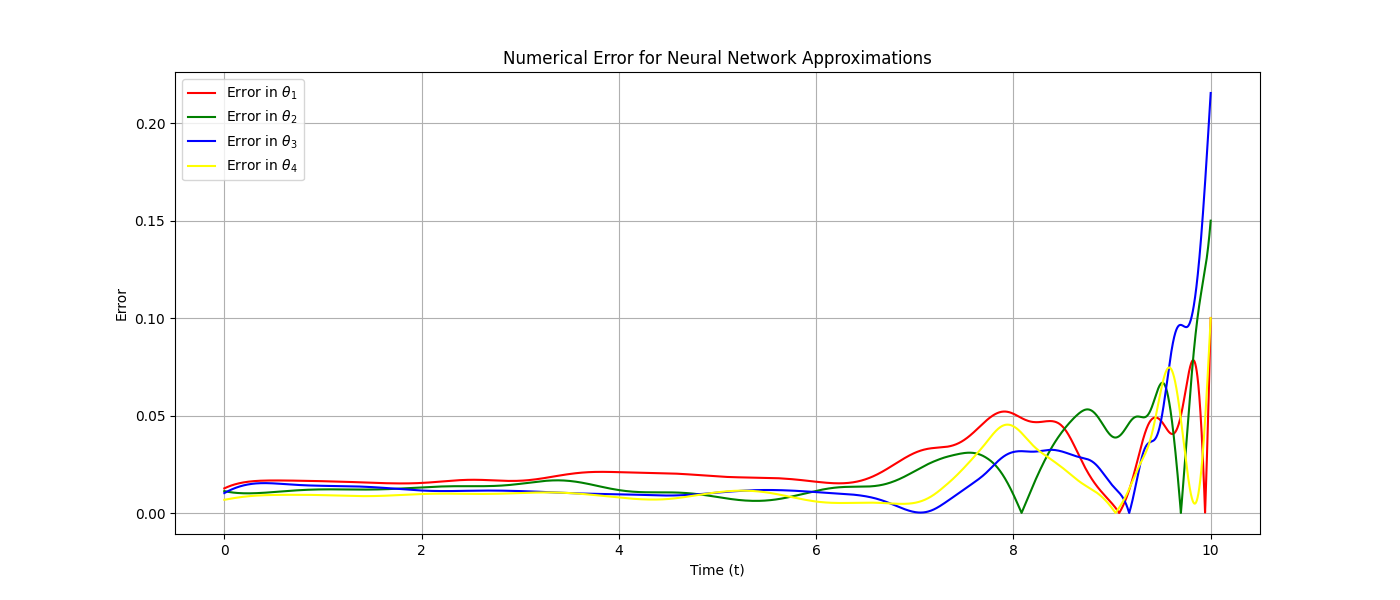 Numerical Error for Neural Network Approximations
Error in θ₁
Error in θ₂
Error in θ₃
Error in θ₄
0.20
0.15
0.10
0.05
0.00
Error
0 2 4 6 8 10
Time (t)